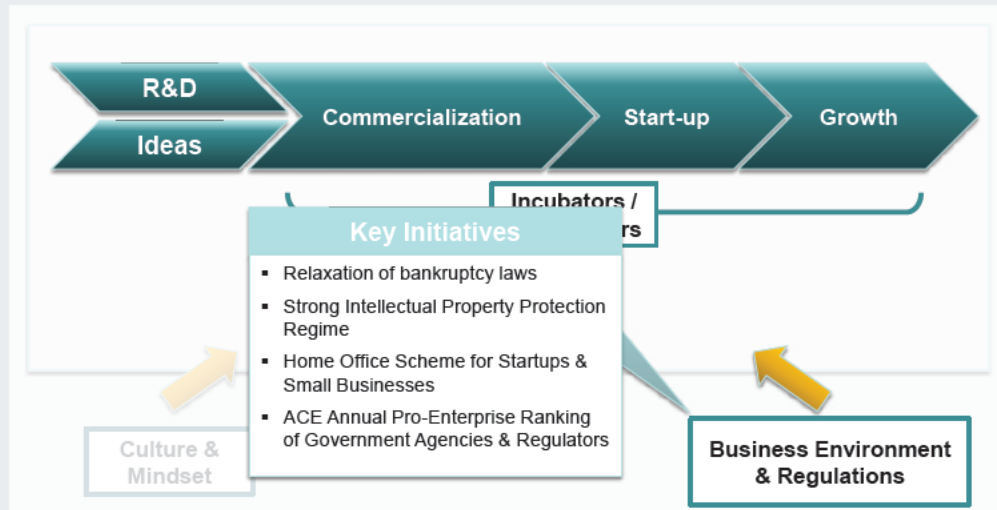 R&D
Ideas
Commercialization
Start-up
Growth
Incubators /
rs
Key Initiatives
▪ Relaxation of bankruptcy laws
▪ Strong Intellectual Property Protection
Regime
▪ Home Office Scheme for Startups &
Small Businesses
▪ ACE Annual Pro-Enterprise Ranking
of Government Agencies & Regulators
Culture &
Mindset
Business Environment
& Regulations